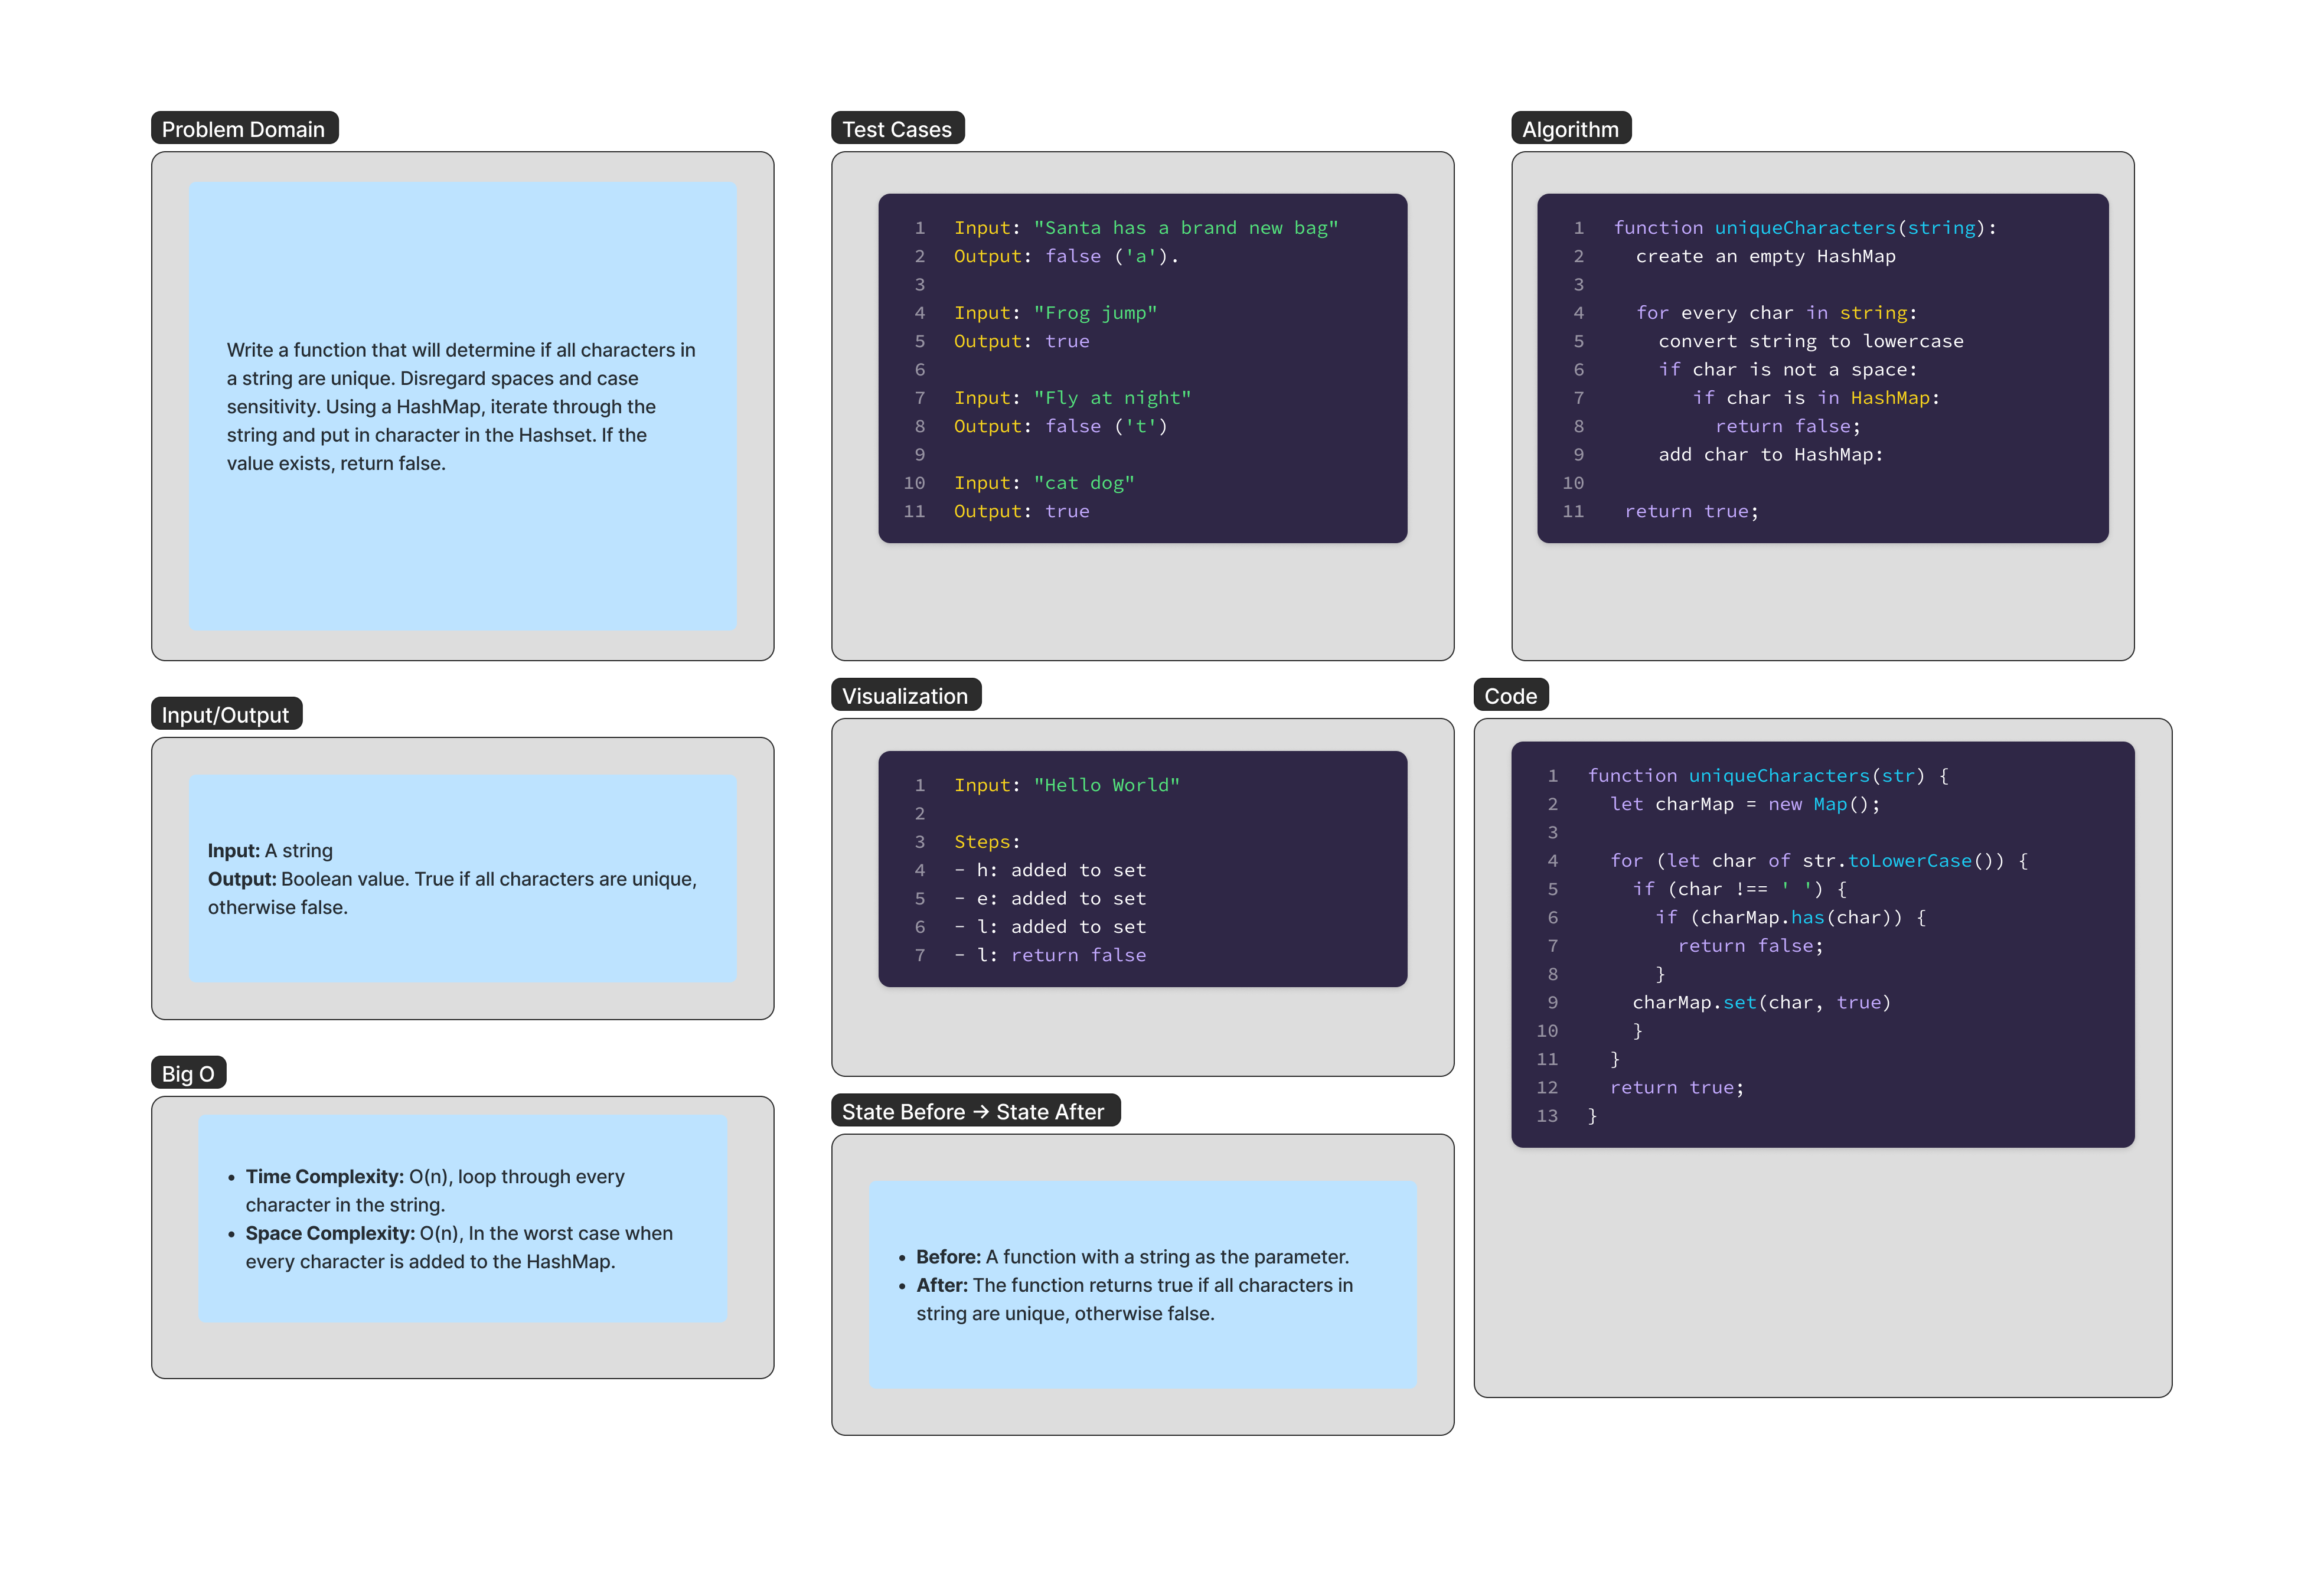 Problem Domain
Write a function that will determine if all characters in
a string are unique. Disregard spaces and case
sensitivity. Using a HashMap, iterate through the
string and put in character in the Hashset. If the
value exists, return false.
Input/Output
Input: A string
Output: Boolean value. True if all characters are unique,
otherwise false.
Big O
• Time Complexity: O(n), loop through every
character in the string.
• Space Complexity: O(n), In the worst case when
every character is added to the HashMap.
Test Cases
1 Input: "Santa has a brand new bag"
2 Output: false ('a').
3
4 Input: "Frog jump"
5 Output: true
6
7 Input: "Fly at night"
8 Output: false ('t')
9
10 Input: "cat dog"
11 Output: true
Visualization
1 Input: "Hello World"
2
3 Steps:
4 - h: added to set
5 - e: added to set
6 - l: added to set
7 - l: return false
State Before → State After
• Before: A function with a string as the parameter.
• After: The function returns true if all characters in
string are unique, otherwise false.
Algorithm
1 function uniqueCharacters(string):
2 create an empty HashMap
3
4 for every char in string:
5 convert string to lowercase
6 if char is not a space:
7 if char is in HashMap:
8 return false;
9 add char to HashMap:
10
11 return true;
Code
1 function uniqueCharacters(str) {
2 let charMap = new Map();
3
4 for (let char of str.toLowerCase()) {
5 if (char !== ' ') {
6 if (charMap.has(char)) {
7 return false;
8 }
9 charMap.set(char, true)
10 }
11 }
12 return true;
13 }